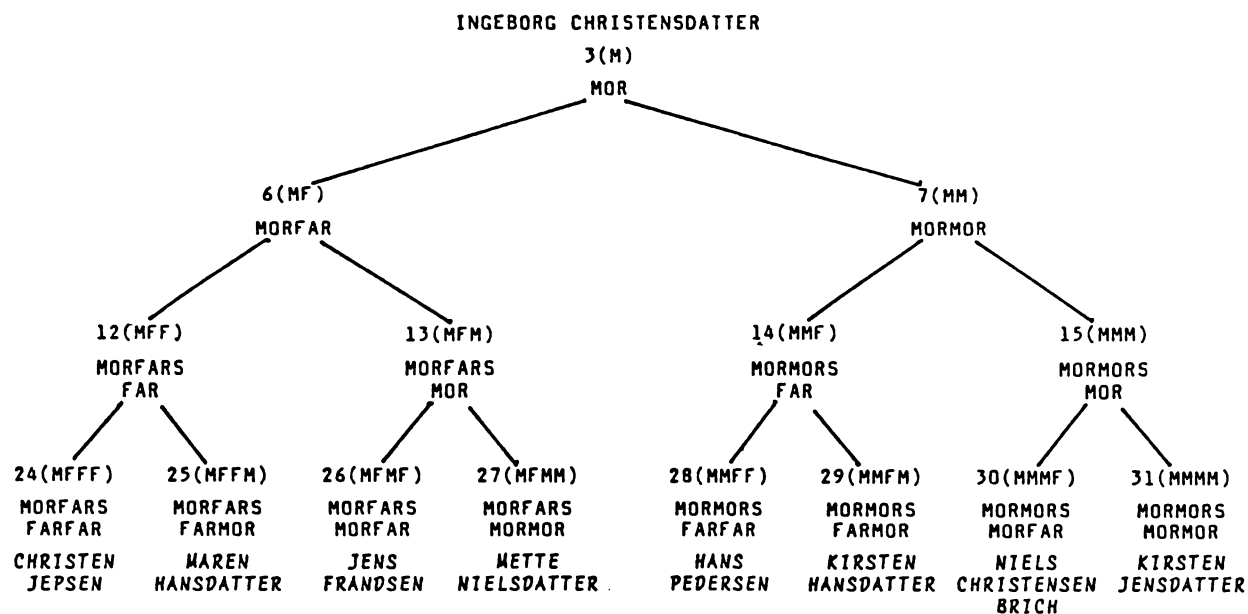 INGEBORG CHRISTENSDATTER
3(M)
MOR
6(MF)
7(MM)
MORFAR
MORMOR
12(MFF)
13(MFM)
14(MMF)
15(MMM)
MORFARS
FAR
MORFARS
MOR
MORMORS
FAR
MORMORS
MOR
24(MFFF)
25(MFFM)
26(MFMF)
27(MFMM)
28(MMFF)
29(MMFM)
30(MMMF)
31(MMMM)
MORFARS
FARFAR
MORFARS
FARMOR
MORFARS
MORFAR
MORFARS
MORMOR
MORMORS
FARFAR
MORMORS
FARMOR
MORMORS
MORFAR
MORMORS
MORMOR
CHRISTEN
JEPSEN
MAREN
HANSDATTER
JENS
FRANDSEN
METTE
NIELSDATTER
HANS
PEDERSEN
KIRSTEN
HANSDATTER
NIELS
CHRISTENSEN
BRICH
KIRSTEN
JENSDATTER